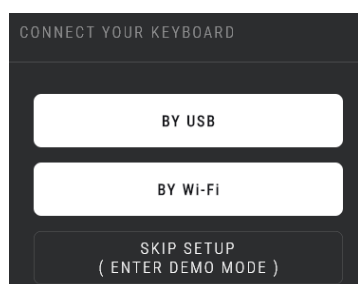 CONNECT YOUR KEYBOARD
BY USB
BY Wi-Fi
SKIP SETUP
( ENTER DEMO MODE )